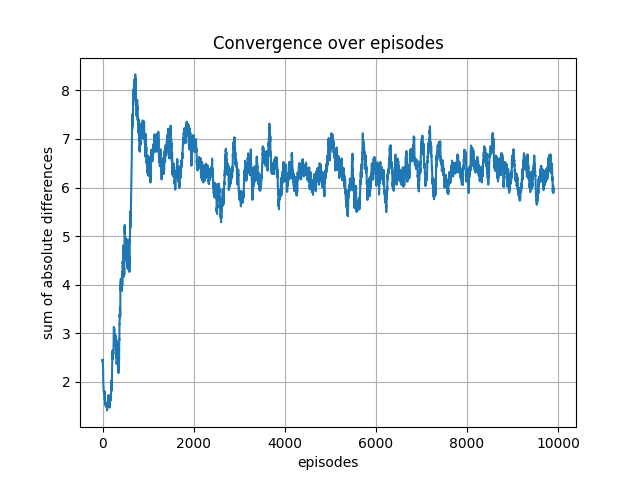 Convergence over episodes
sum of absolute differences
8
7
6
5
4
3
2
0 2000 4000 6000 8000 10000
episodes